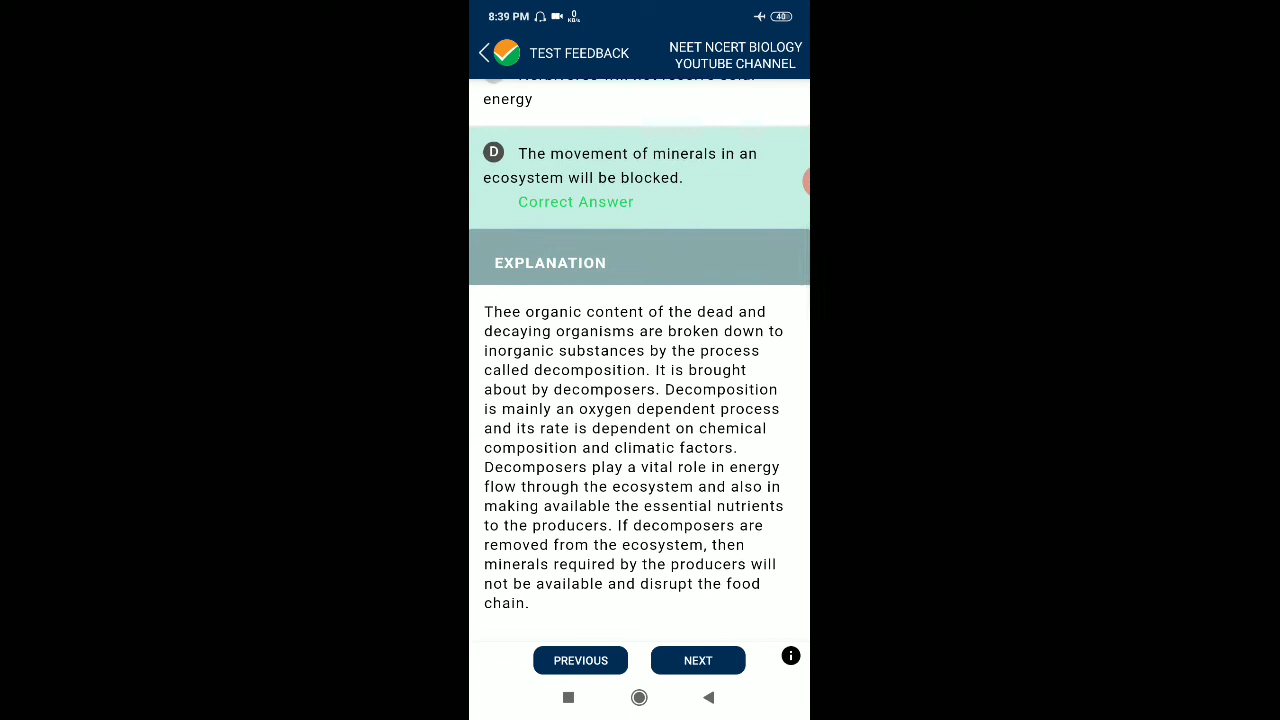 8:39 PM 0 KB/s 40
TEST FEEDBACK
NEET NCERT BIOLOGY
YOUTUBE CHANNEL
energy
D The movement of minerals in an
ecosystem will be blocked.
Correct Answer
EXPLANATION
Thee organic content of the dead and
decaying organisms are broken down to
inorganic substances by the process
called decomposition. It is brought
about by decomposers. Decomposition
is mainly an oxygen dependent process
and its rate is dependent on chemical
composition and climatic factors.
Decomposers play a vital role in energy
flow through the ecosystem and also in
making available the essential nutrients
to the producers. If decomposers are
removed from the ecosystem, then
minerals required by the producers will
not be available and disrupt the food
chain.
PREVIOUS
NEXT